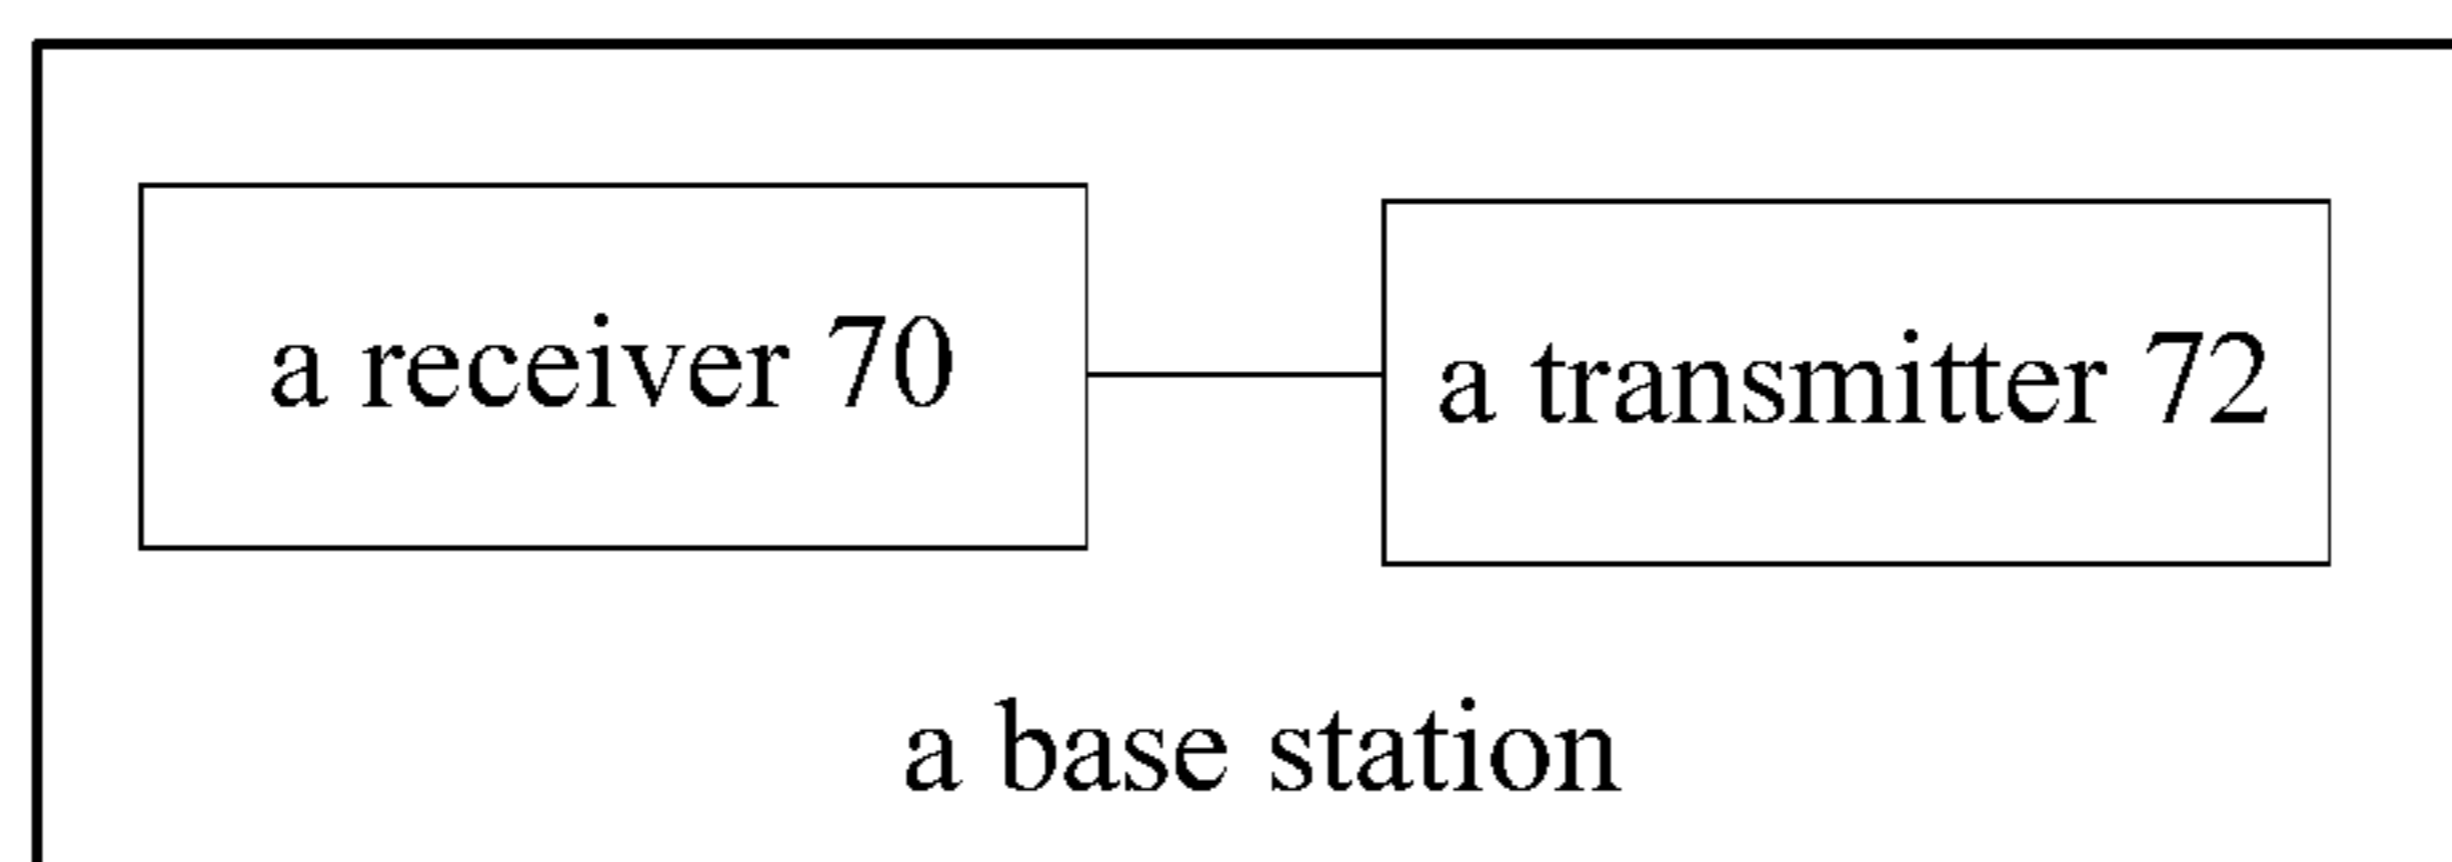 a receiver 70
a transmitter 72
a base station